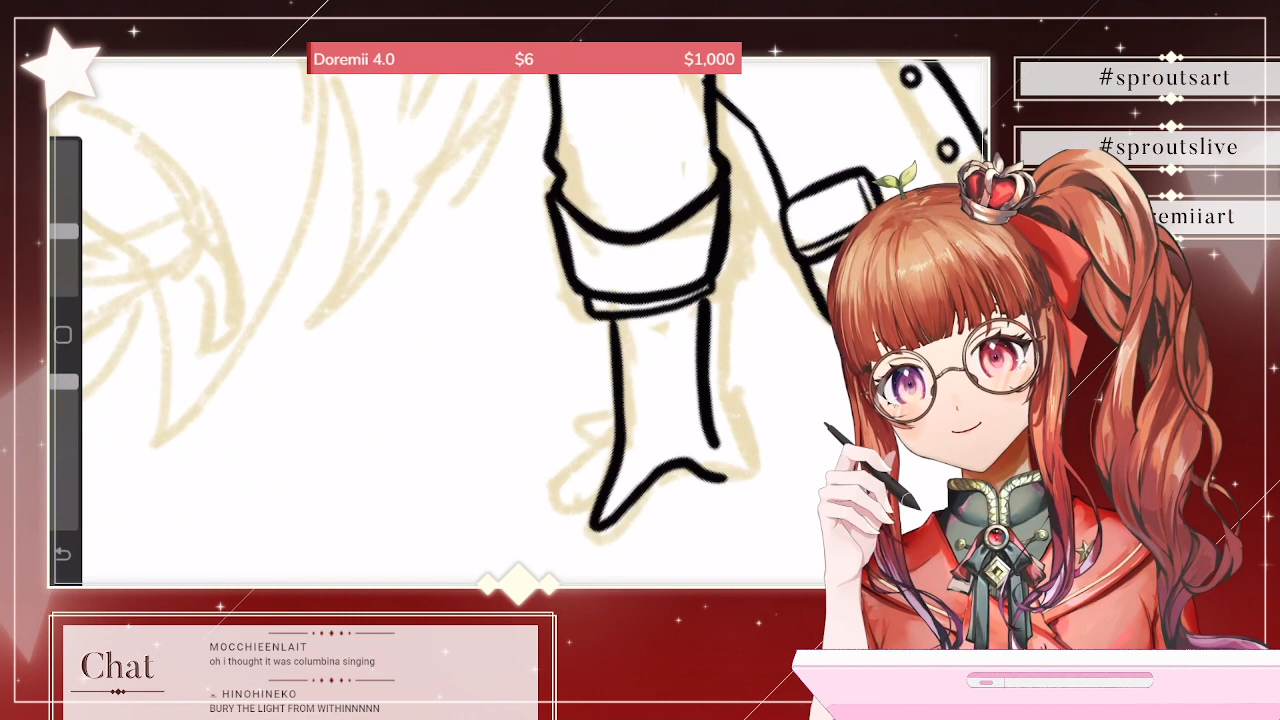 Doremii 4.0 $6 $1,000
#sproutsart
#sproutslive
emiiart
Chat
MOCCHIEENLAIT
oh i thought it was columbina singing
HINOHINEKO
BURY THE LIGHT FROM WITHINNNNN